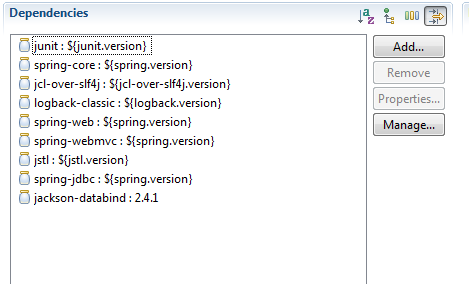 Dependencies
junit : ${junit.version}
spring-core : ${spring.version}
jcl-over-slf4j : ${jcl-over-slf4j.version}
logback-classic : ${logback.version}
spring-web : ${spring.version}
spring-webmvc : ${spring.version}
jstl : ${jstl.version}
spring-jdbc : ${spring.version}
jackson-databind : 2.4.1
Add...
Remove
Properties...
Manage...